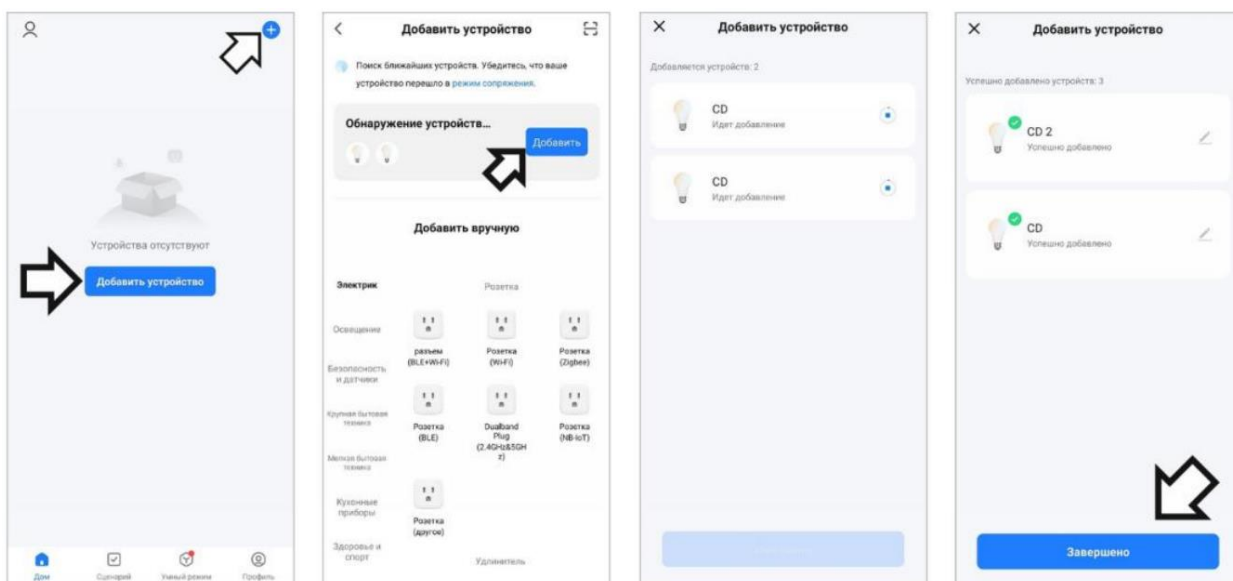 Устройства отсутствуют
Добавить устройство
Дом
Сценарий
Умный режим
Профиль
Добавить устройство
Поиск ближайших устройств. Убедитесь, что ваше
устройство перешло в режим сопряжения.
Обнаружение устройств...
Добавить
Добавить вручную
Электрик
Розетка
Освещение
разъем
(BLE+Wi-Fi)
Розетка
(Wi-Fi)
Розетка
(Zigbee)
Безопасность
и датчики
Крупная бытовая
техника
Розетка
(BLE)
Dualband
Plug
(2.4GHz&5GH
z)
Розетка
(NB-IoT)
Мелкая бытовая
техника
Кухонные
приборы
Розетка
(другое)
Здоровье и
спорт
Удлинитель
Добавить устройство
Добавляется устройств: 2
CD
Идет добавление
CD
Идет добавление
Добавить устройство
Успешно добавлено устройств: 3
CD 2
Успешно добавлено
CD
Успешно добавлено
Завершено